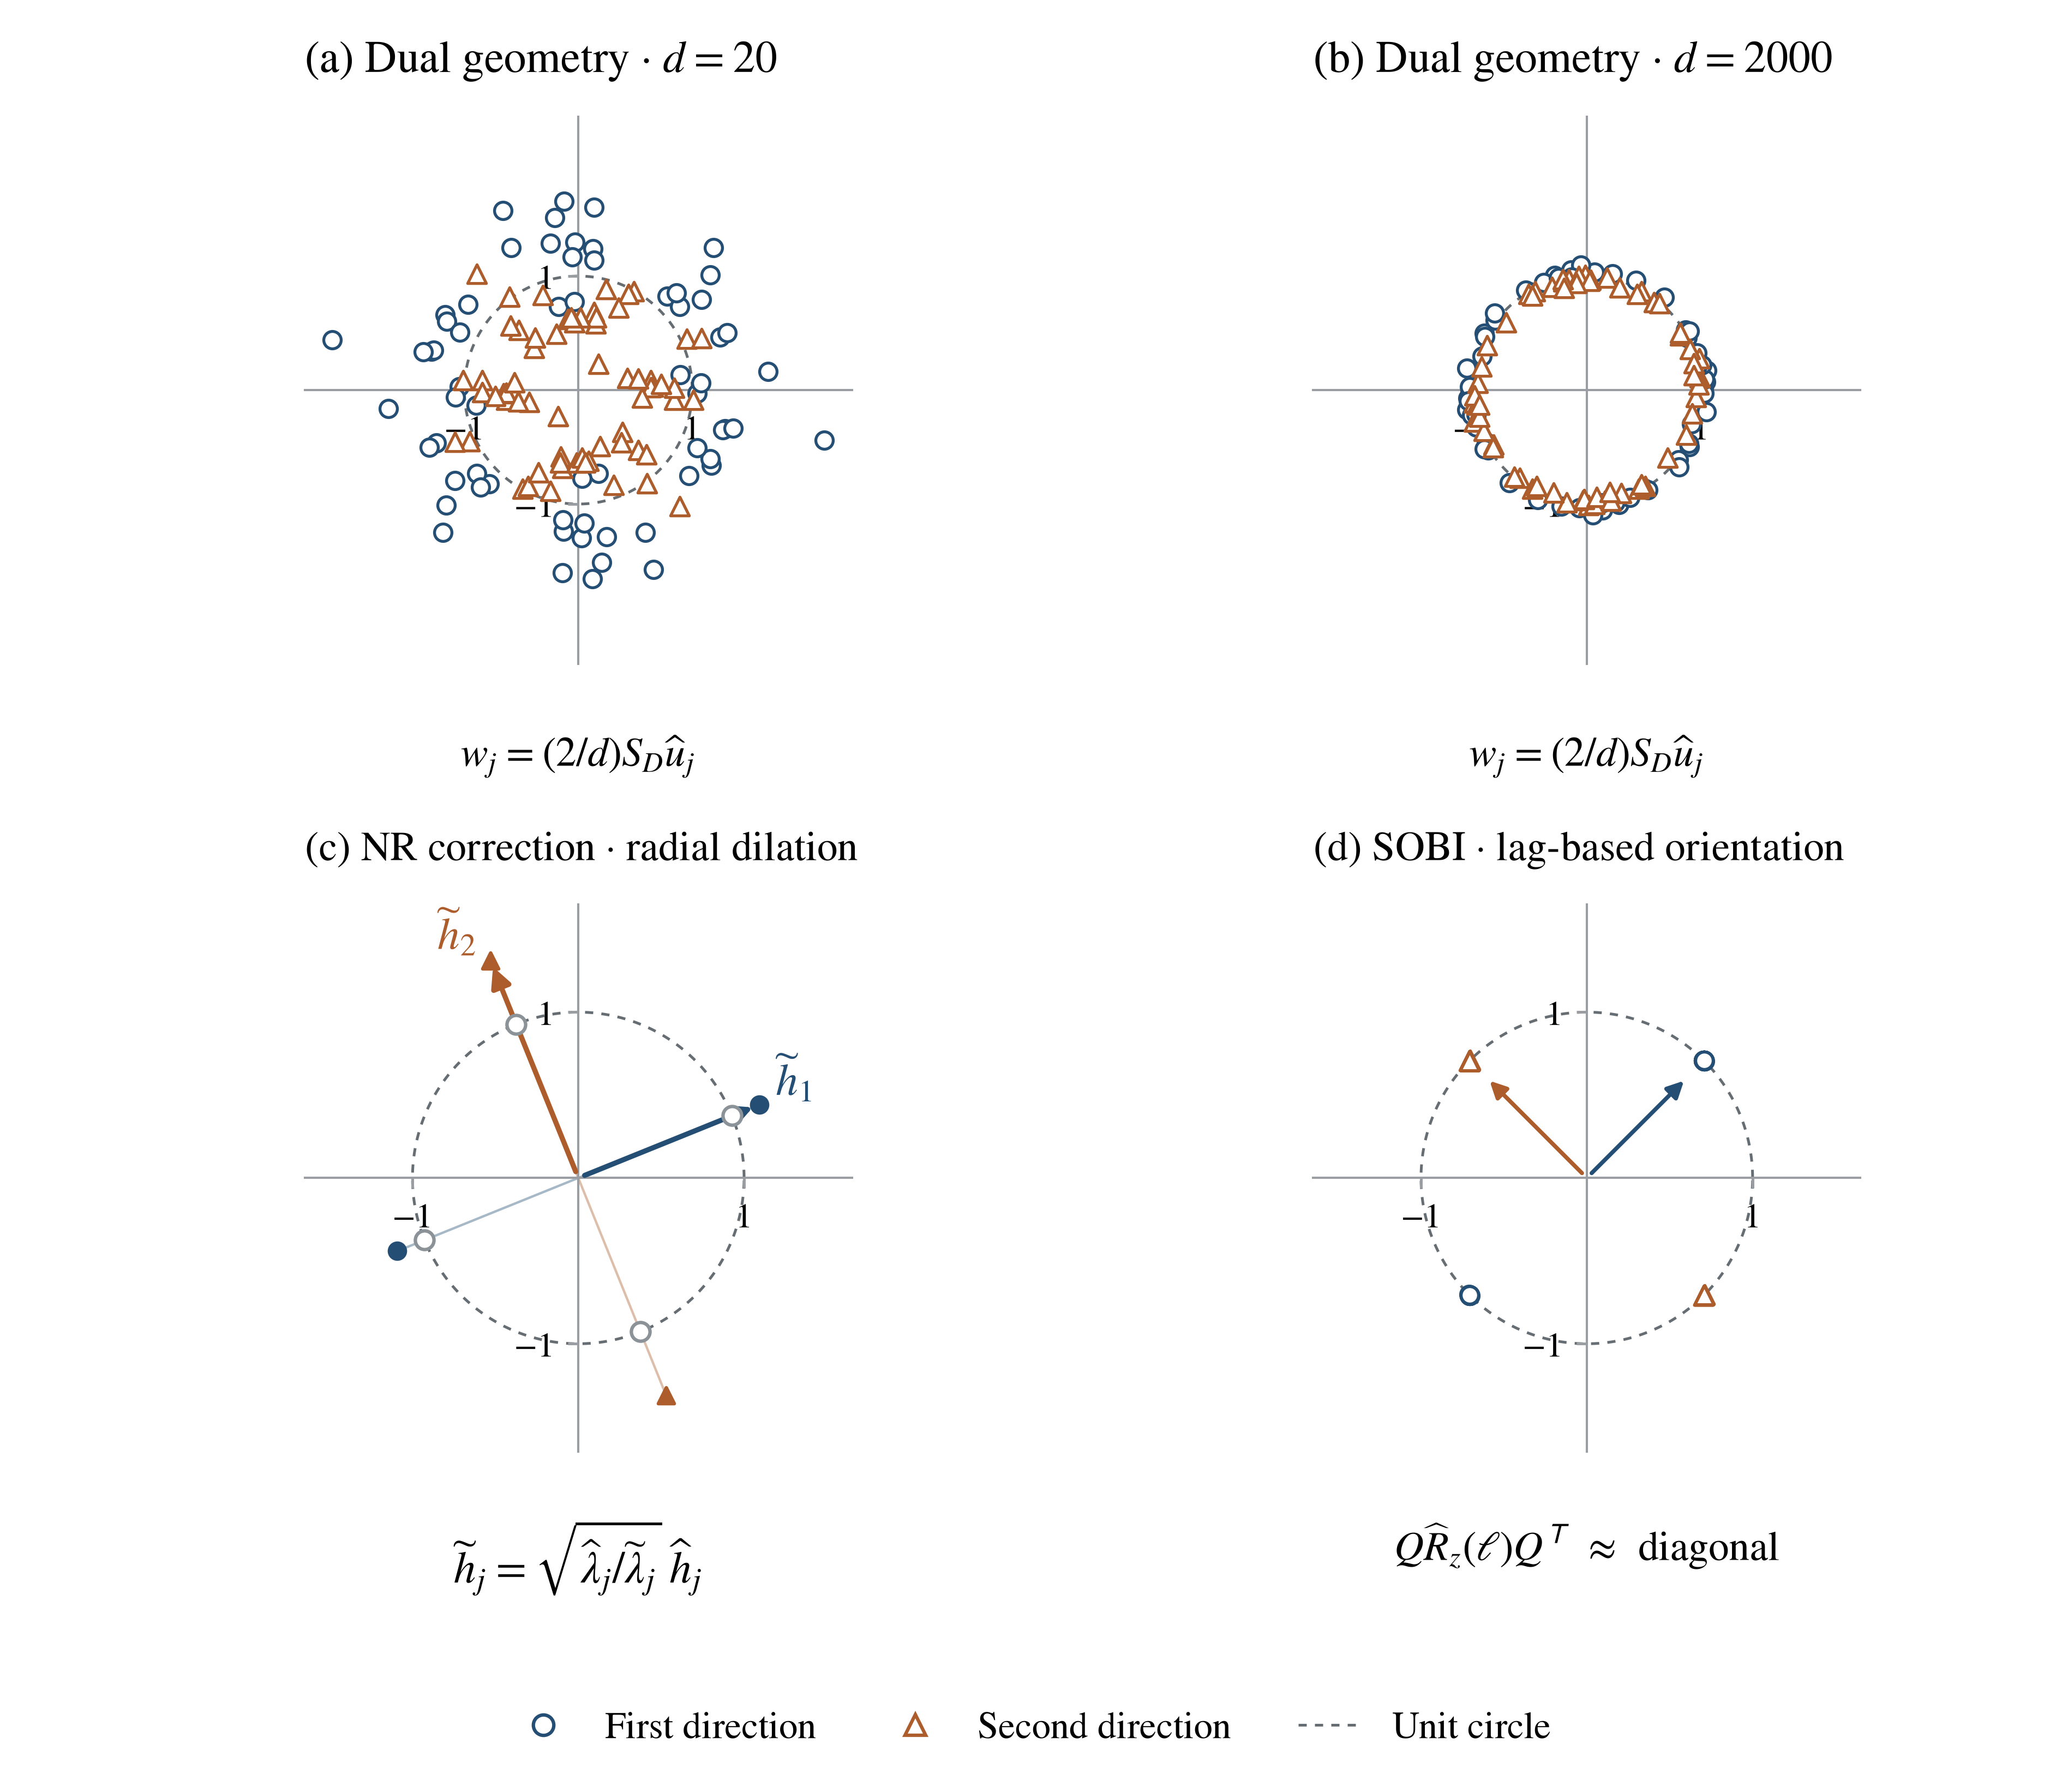 (a) Dual geometry · d = 20
1
−1
1
−1
w_j = (2/d)S_D û_j
(b) Dual geometry · d = 2000
w_j = (2/d)S_D û_j
(c) NR correction · radial dilation
h̃_2
h̃_1
1
−1
1
−1
h̃_j = √(λ̂_j/λ̃_j) ĥ_j
(d) SOBI · lag-based orientation
1
−1
1
−1
QR̂_z(ℓ)Q^T ≈ diagonal
First direction
Second direction
Unit circle